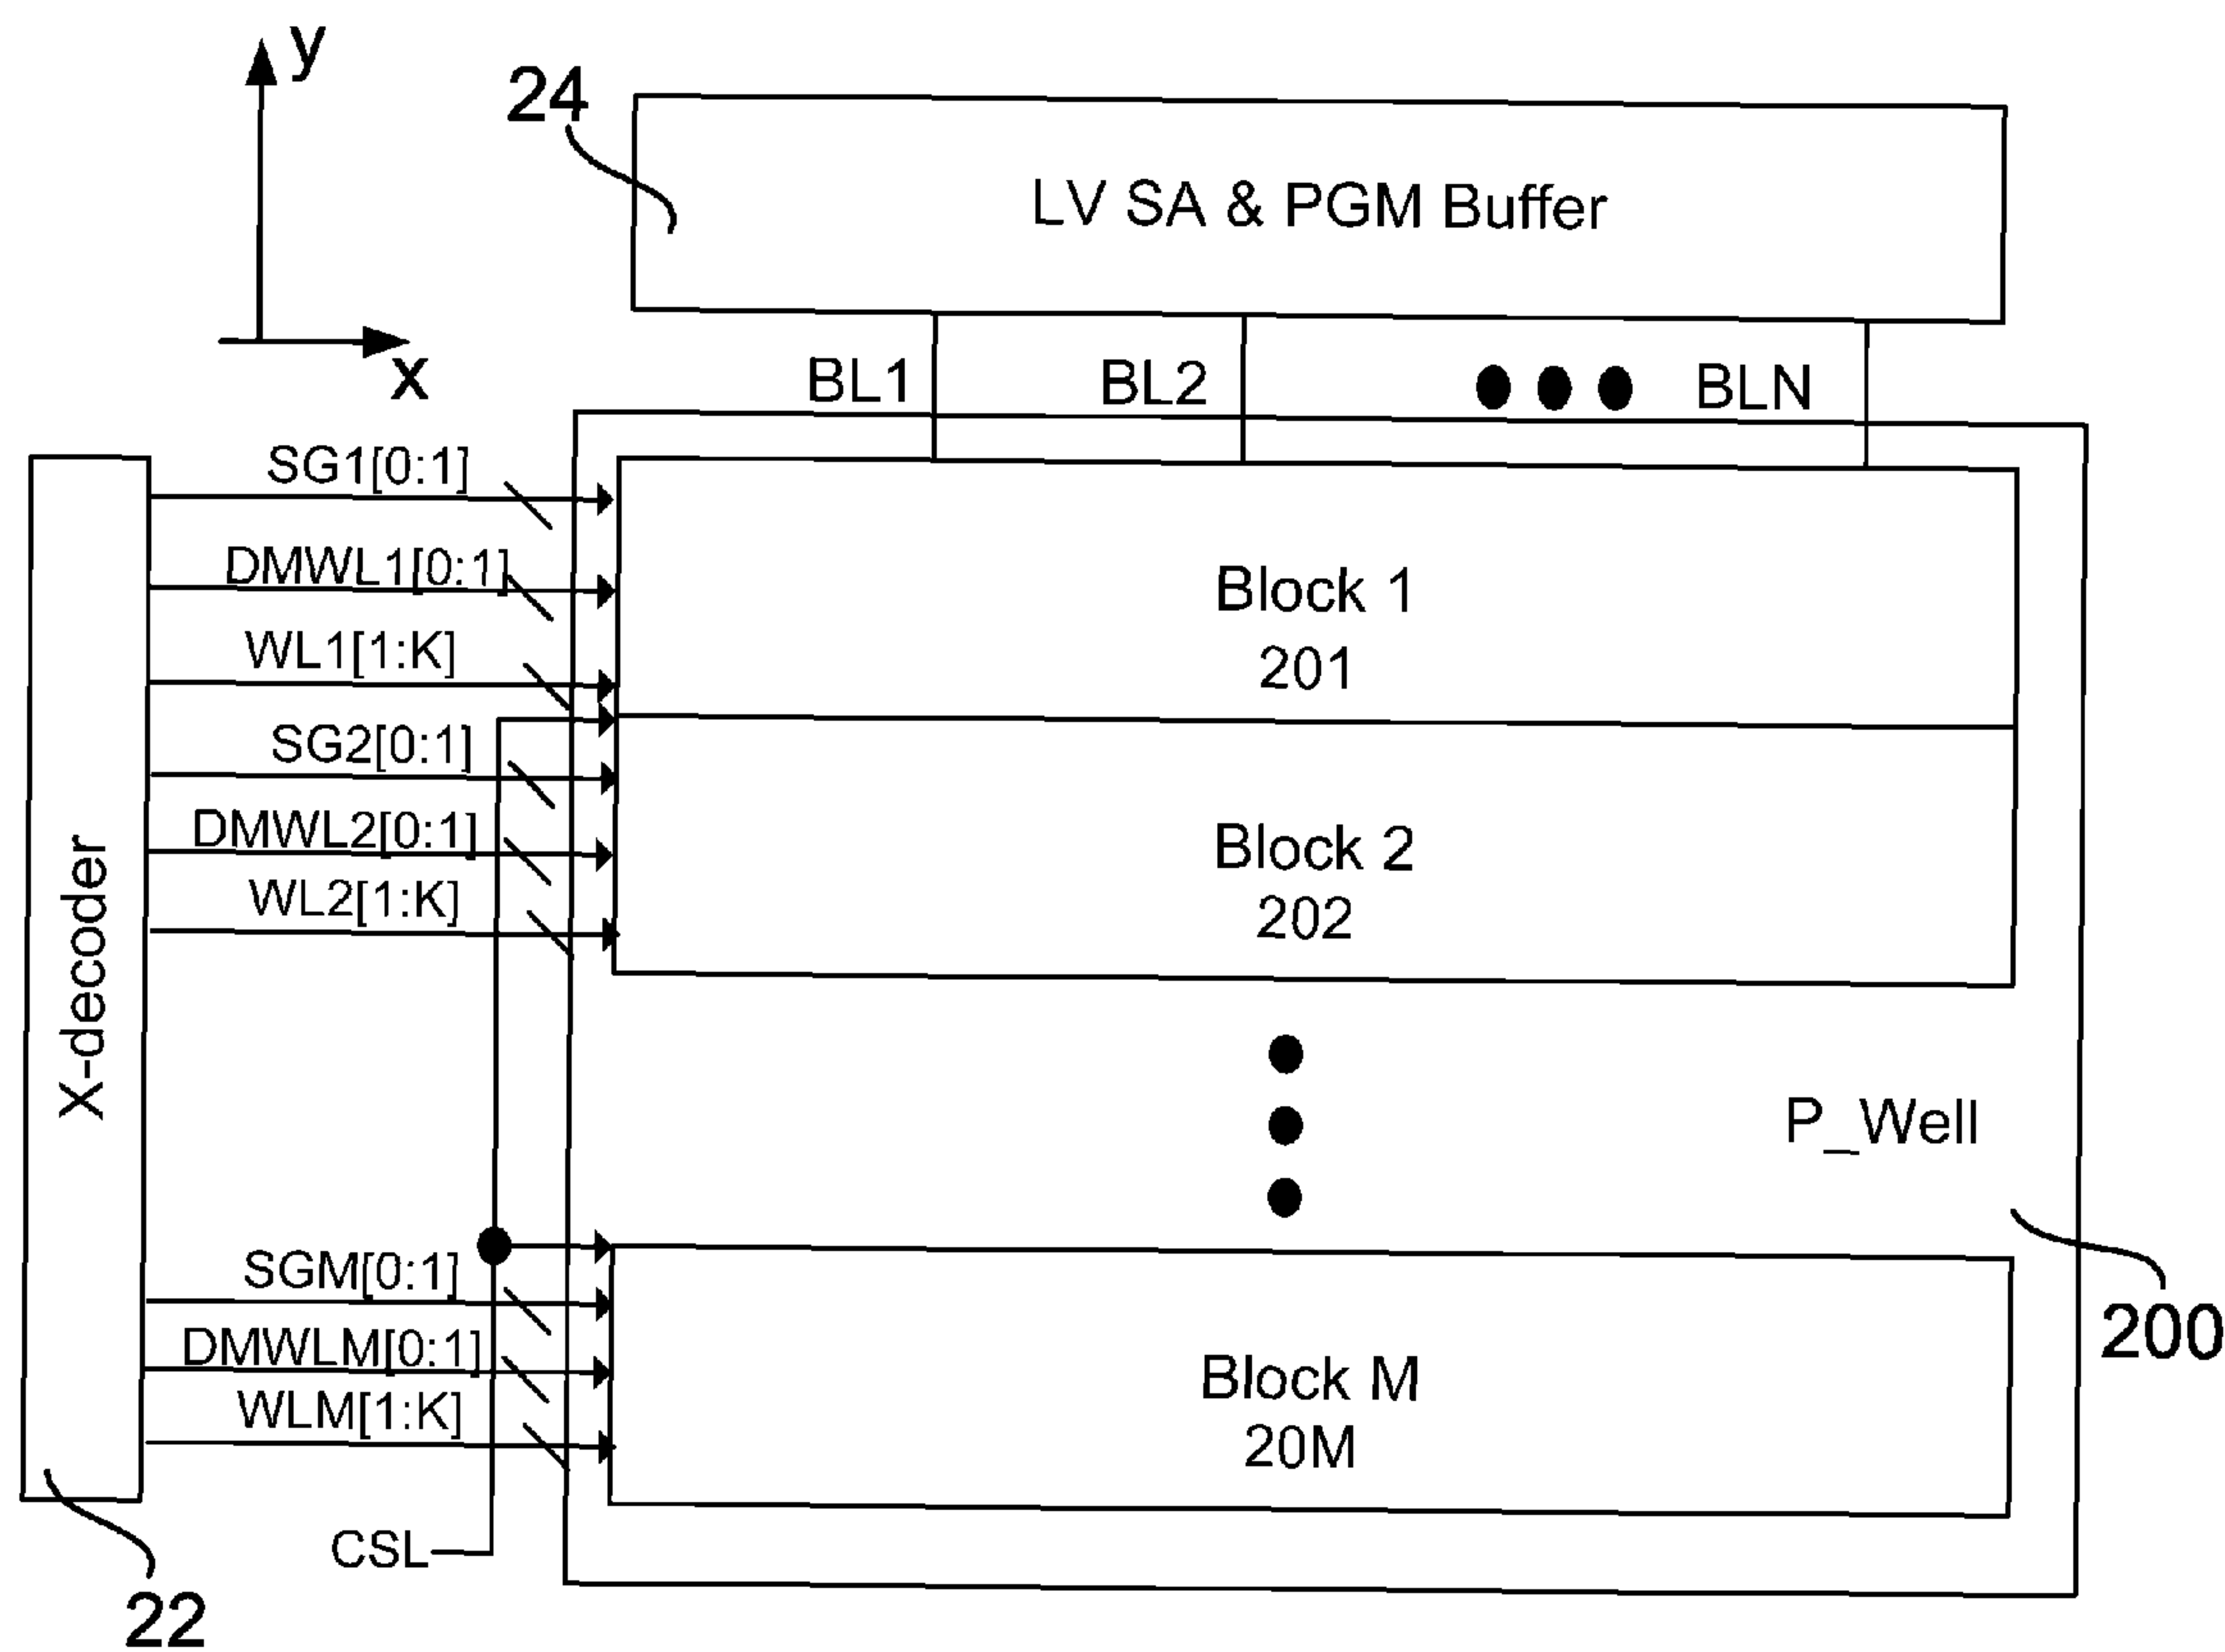 y
24
LV SA & PGM Buffer
x
BL1
BL2
BLN
SG1[0:1]
DMWL1[0:1]
WL1[1:K]
Block 1
201
SG2[0:1]
DMWL2[0:1]
WL2[1:K]
Block 2
202
X-decoder
P_Well
200
SGM[0:1]
DMWLM[0:1]
WLM[1:K]
Block M
20M
CSL
22